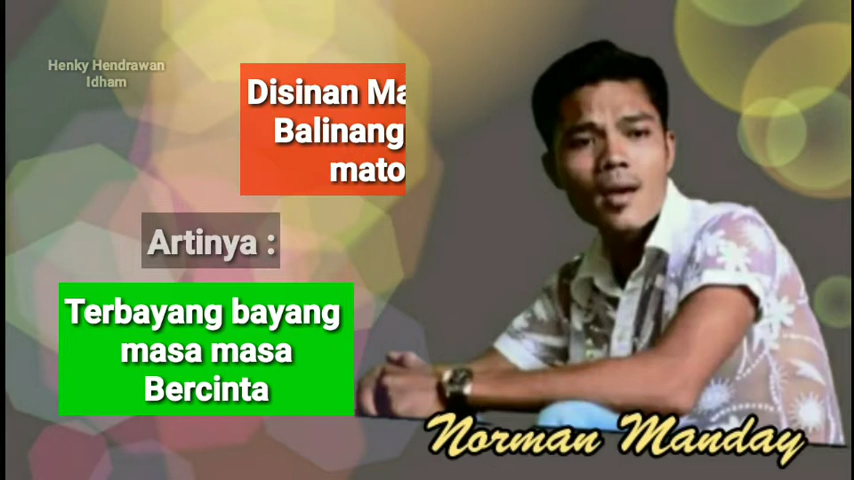 Henky Hendrawan
Idham
Disinan Ma
Balinang
mato
Artinya :
Terbayang bayang
masa masa
Bercinta
Norman Manday